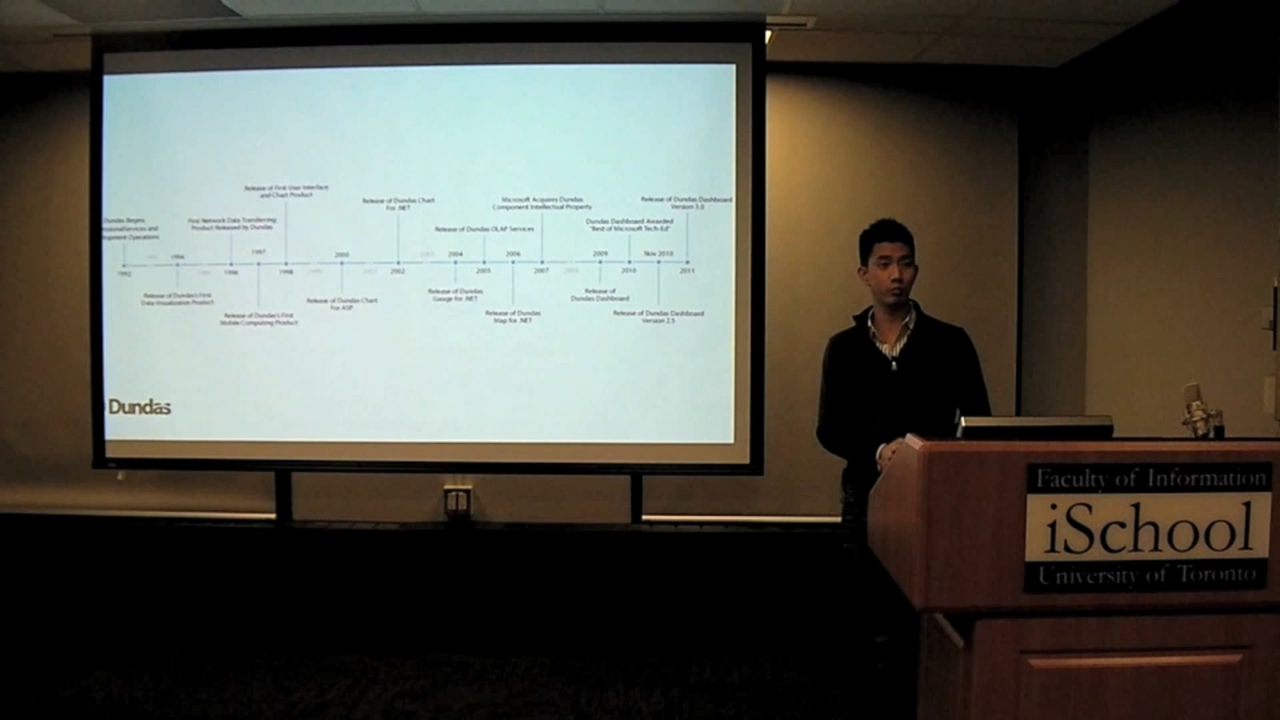 Release of First User Interface
and Chart Product
Release of Dundas Chart
For .NET
Microsoft Acquires Dundas
Component Intellectual Property
Release of Dundas Dashboard
Version 3.0
Dundas Begins
Services and
Operations
First Network Data Transferring
Product Released by Dundas
Release of Dundas OLAP Services
Dundas Dashboard Awarded
"Best of Microsoft Tech-Ed"
1994 1997 2000 2004 2006 2009 Nov 2010
1992 1996 1998 2002 2005 2007 2010 2011
Release of Dundas's First
Data Visualization Product
Release of Dundas Chart
For ASP
Release of Dundas
Gauge for .NET
Release of
Dundas Dashboard
Release of Dundas's First
Mobile Computing Product
Release of Dundas
Map for .NET
Release of Dundas Dashboard
Version 2.5
Dundas
Faculty of Information
iSchool
University of Toronto